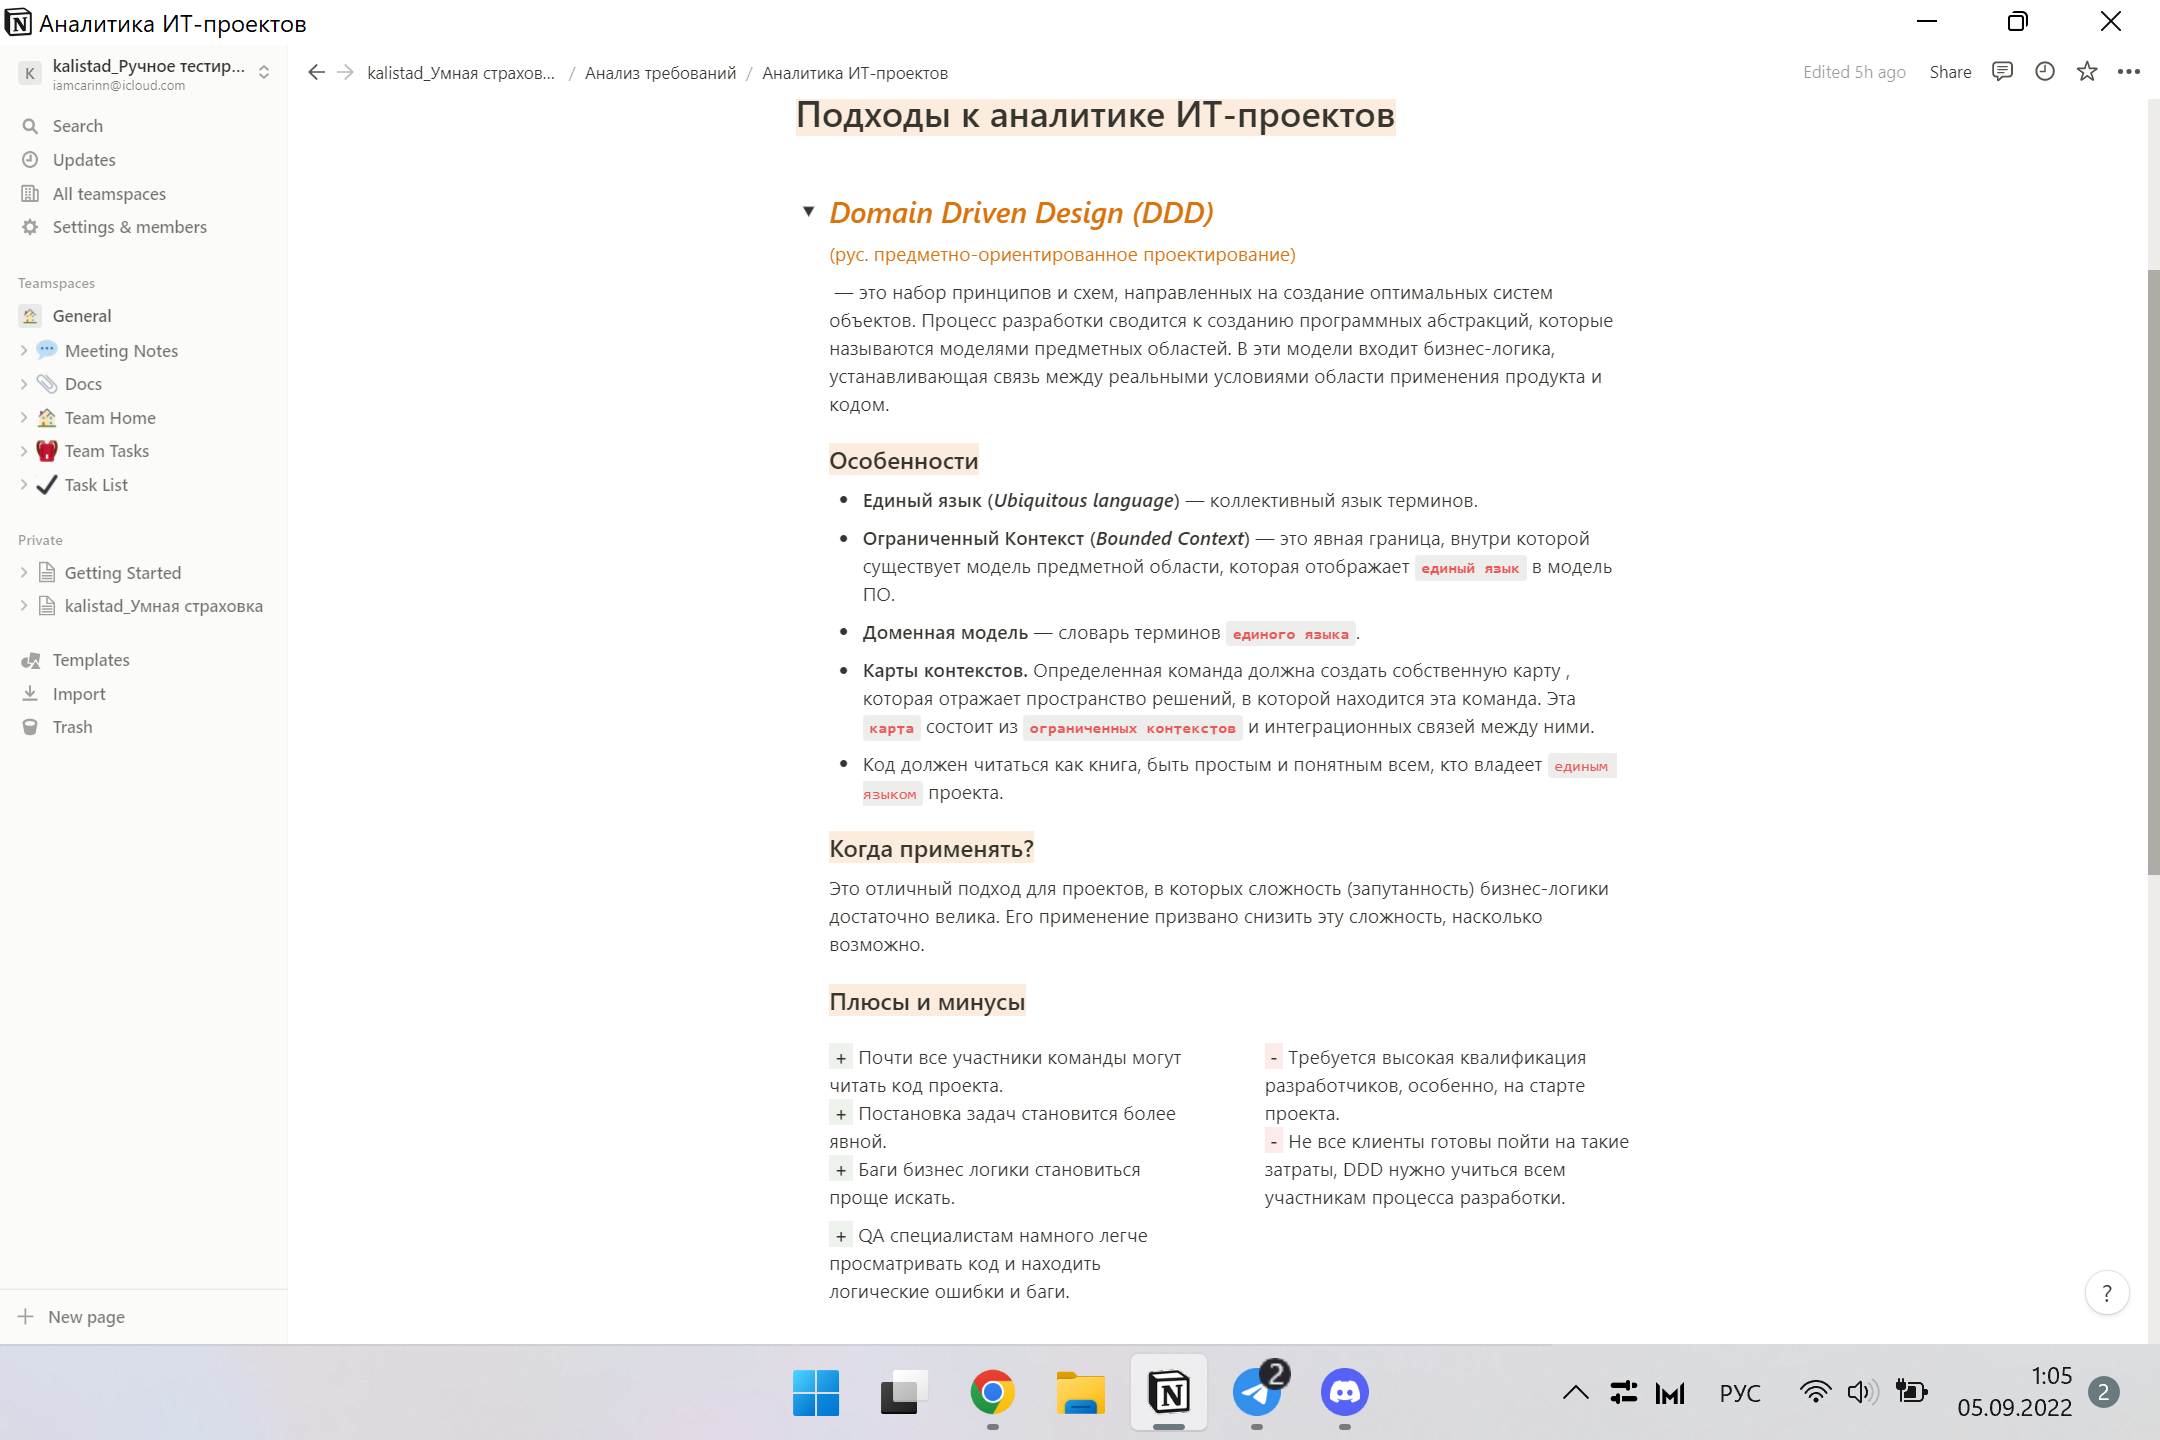 Аналитика ИТ-проектов
K
kalistad_Ручное тестир...
iamcarinn@icloud.com
Search
Updates
All teamspaces
Settings & members
Teamspaces
General
Meeting Notes
Docs
Team Home
Team Tasks
Task List
Private
Getting Started
kalistad_Умная страховка
Templates
Import
Trash
New page
kalistad_Умная страхов... / Анализ требований / Аналитика ИТ-проектов
Edited 5h ago Share
Подходы к аналитике ИТ-проектов
Domain Driven Design (DDD)
(рус. предметно-ориентированное проектирование)
— это набор принципов и схем, направленных на создание оптимальных систем
объектов. Процесс разработки сводится к созданию программных абстракций, которые
называются моделями предметных областей. В эти модели входит бизнес-логика,
устанавливающая связь между реальными условиями области применения продукта и
кодом.
Особенности
• Единый язык (Ubiquitous language) — коллективный язык терминов.
• Ограниченный Контекст (Bounded Context) — это явная граница, внутри которой
существует модель предметной области, которая отображает единый язык в модель
ПО.
• Доменная модель — словарь терминов единого языка .
• Карты контекстов. Определенная команда должна создать собственную карту ,
которая отражает пространство решений, в которой находится эта команда. Эта
карта состоит из ограниченных контекстов и интеграционных связей между ними.
• Код должен читаться как книга, быть простым и понятным всем, кто владеет единым
языком проекта.
Когда применять?
Это отличный подход для проектов, в которых сложность (запутанность) бизнес-логики
достаточно велика. Его применение призвано снизить эту сложность, насколько
возможно.
Плюсы и минусы
+ Почти все участники команды могут
читать код проекта.
+ Постановка задач становится более
явной.
+ Баги бизнес логики становиться
проще искать.
+ QA специалистам намного легче
просматривать код и находить
логические ошибки и баги.
- Требуется высокая квалификация
разработчиков, особенно, на старте
проекта.
- Не все клиенты готовы пойти на такие
затраты, DDD нужно учиться всем
участникам процесса разработки.
?
2
РУС
1:05
05.09.2022
2